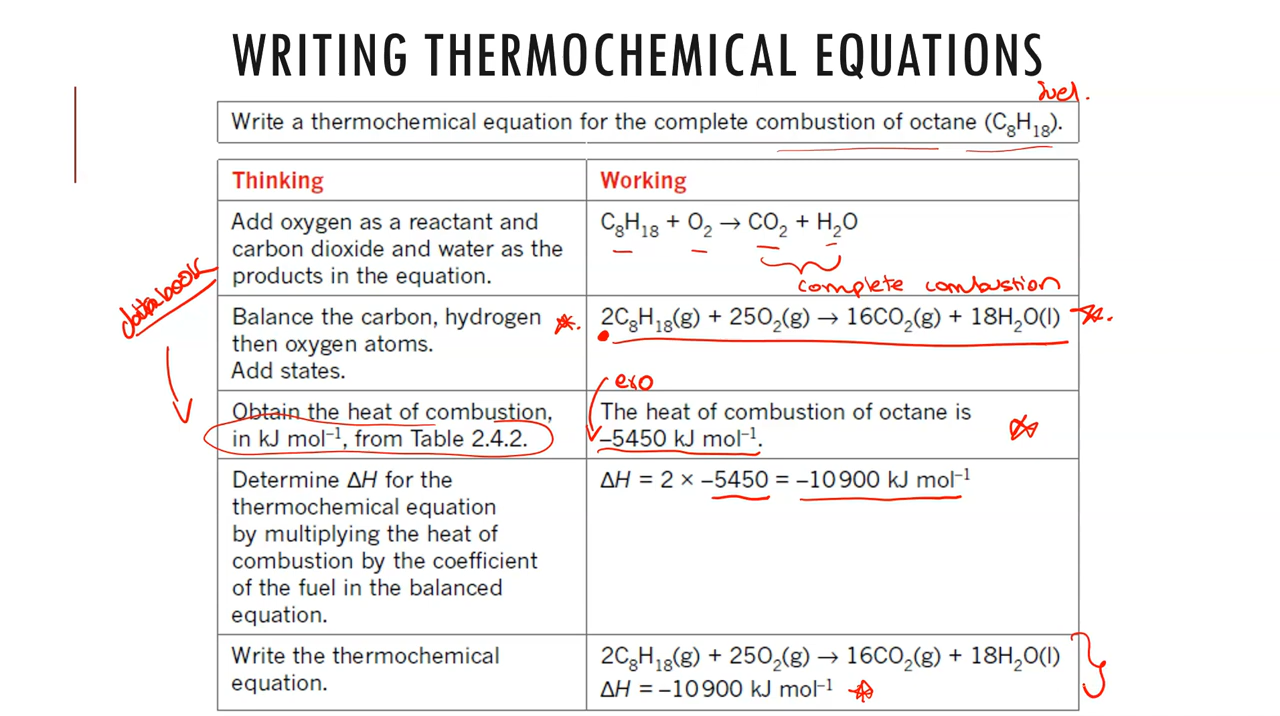 WRITING THERMOCHEMICAL EQUATIONS
fuel.
Write a thermochemical equation for the complete combustion of octane (C₈H₁₈).
Thinking
Working
Add oxygen as a reactant and
carbon dioxide and water as the
products in the equation.
C₈H₁₈ + O₂ → CO₂ + H₂O
complete combustion
databook
Balance the carbon, hydrogen
then oxygen atoms.
Add states.
2C₈H₁₈(g) + 25O₂(g) → 16CO₂(g) + 18H₂O(l)
exo
Obtain the heat of combustion,
in kJ mol⁻¹, from Table 2.4.2.
The heat of combustion of octane is
–5450 kJ mol⁻¹.
Determine ΔH for the
thermochemical equation
by multiplying the heat of
combustion by the coefficient
of the fuel in the balanced
equation.
ΔH = 2 × –5450 = –10 900 kJ mol⁻¹
Write the thermochemical
equation.
2C₈H₁₈(g) + 25O₂(g) → 16CO₂(g) + 18H₂O(l)
ΔH = –10 900 kJ mol⁻¹